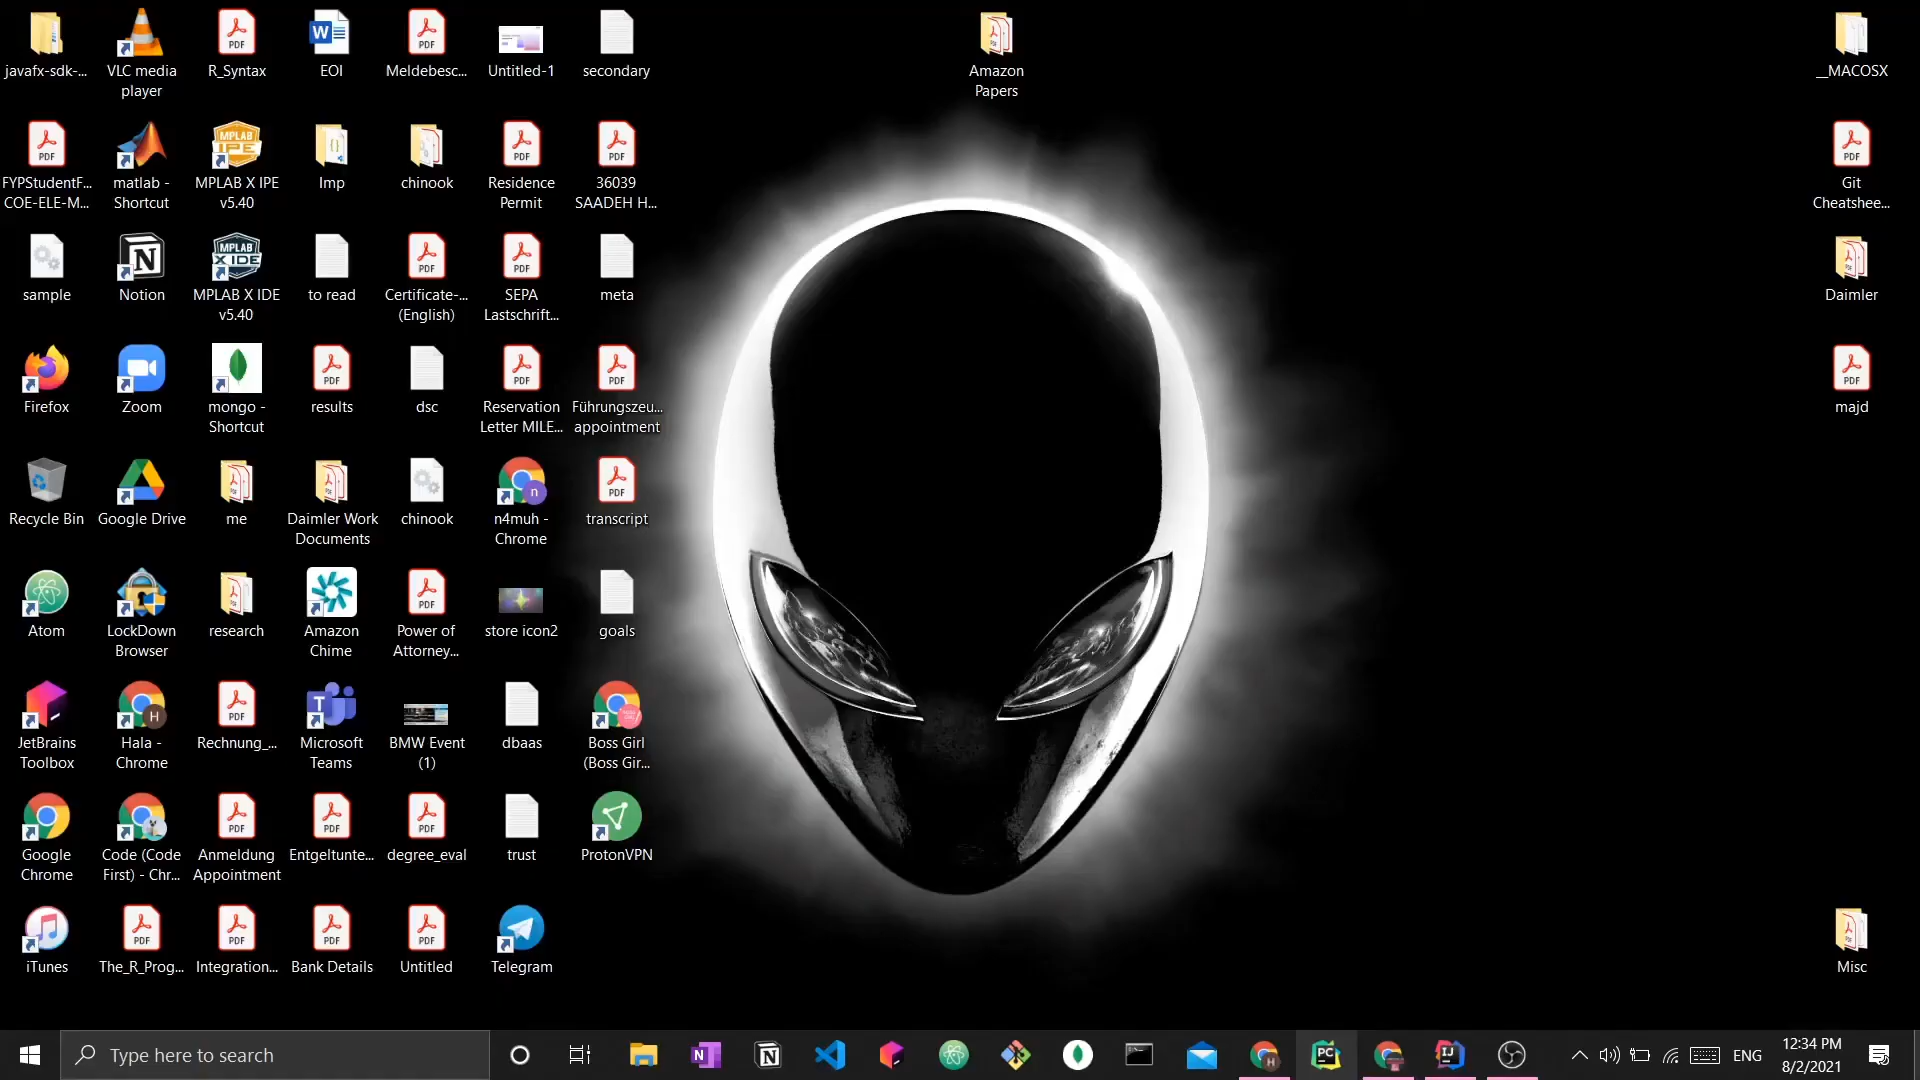 javafx-sdk-...
VLC media
player
R_Syntax
EOI
Meldebesc...
Untitled-1
secondary
Amazon
Papers
__MACOSX
FYPStudentF...
COE-ELE-M...
matlab -
Shortcut
MPLAB X IPE
v5.40
Imp
chinook
Residence
Permit
36039
SAADEH H...
Git
Cheatshee...
sample
Notion
MPLAB X IDE
v5.40
to read
Certificate-...
(English)
SEPA
Lastschrift...
meta
Daimler
Firefox
Zoom
mongo -
Shortcut
results
dsc
Reservation
Letter MILE...
Führungszeu...
appointment
majd
Recycle Bin
Google Drive
me
Daimler Work
Documents
chinook
n4muh -
Chrome
transcript
Atom
LockDown
Browser
research
Amazon
Chime
Power of
Attorney...
store icon2
goals
JetBrains
Toolbox
Hala -
Chrome
Rechnung_...
Microsoft
Teams
BMW Event
(1)
dbaas
Boss Girl
(Boss Gir...
Google
Chrome
Code (Code
First) - Chr...
Anmeldung
Appointment
Entgeltunte...
degree_eval
trust
ProtonVPN
iTunes
The_R_Prog...
Integration...
Bank Details
Untitled
Telegram
Misc
Type here to search
ENG
12:34 PM
8/2/2021